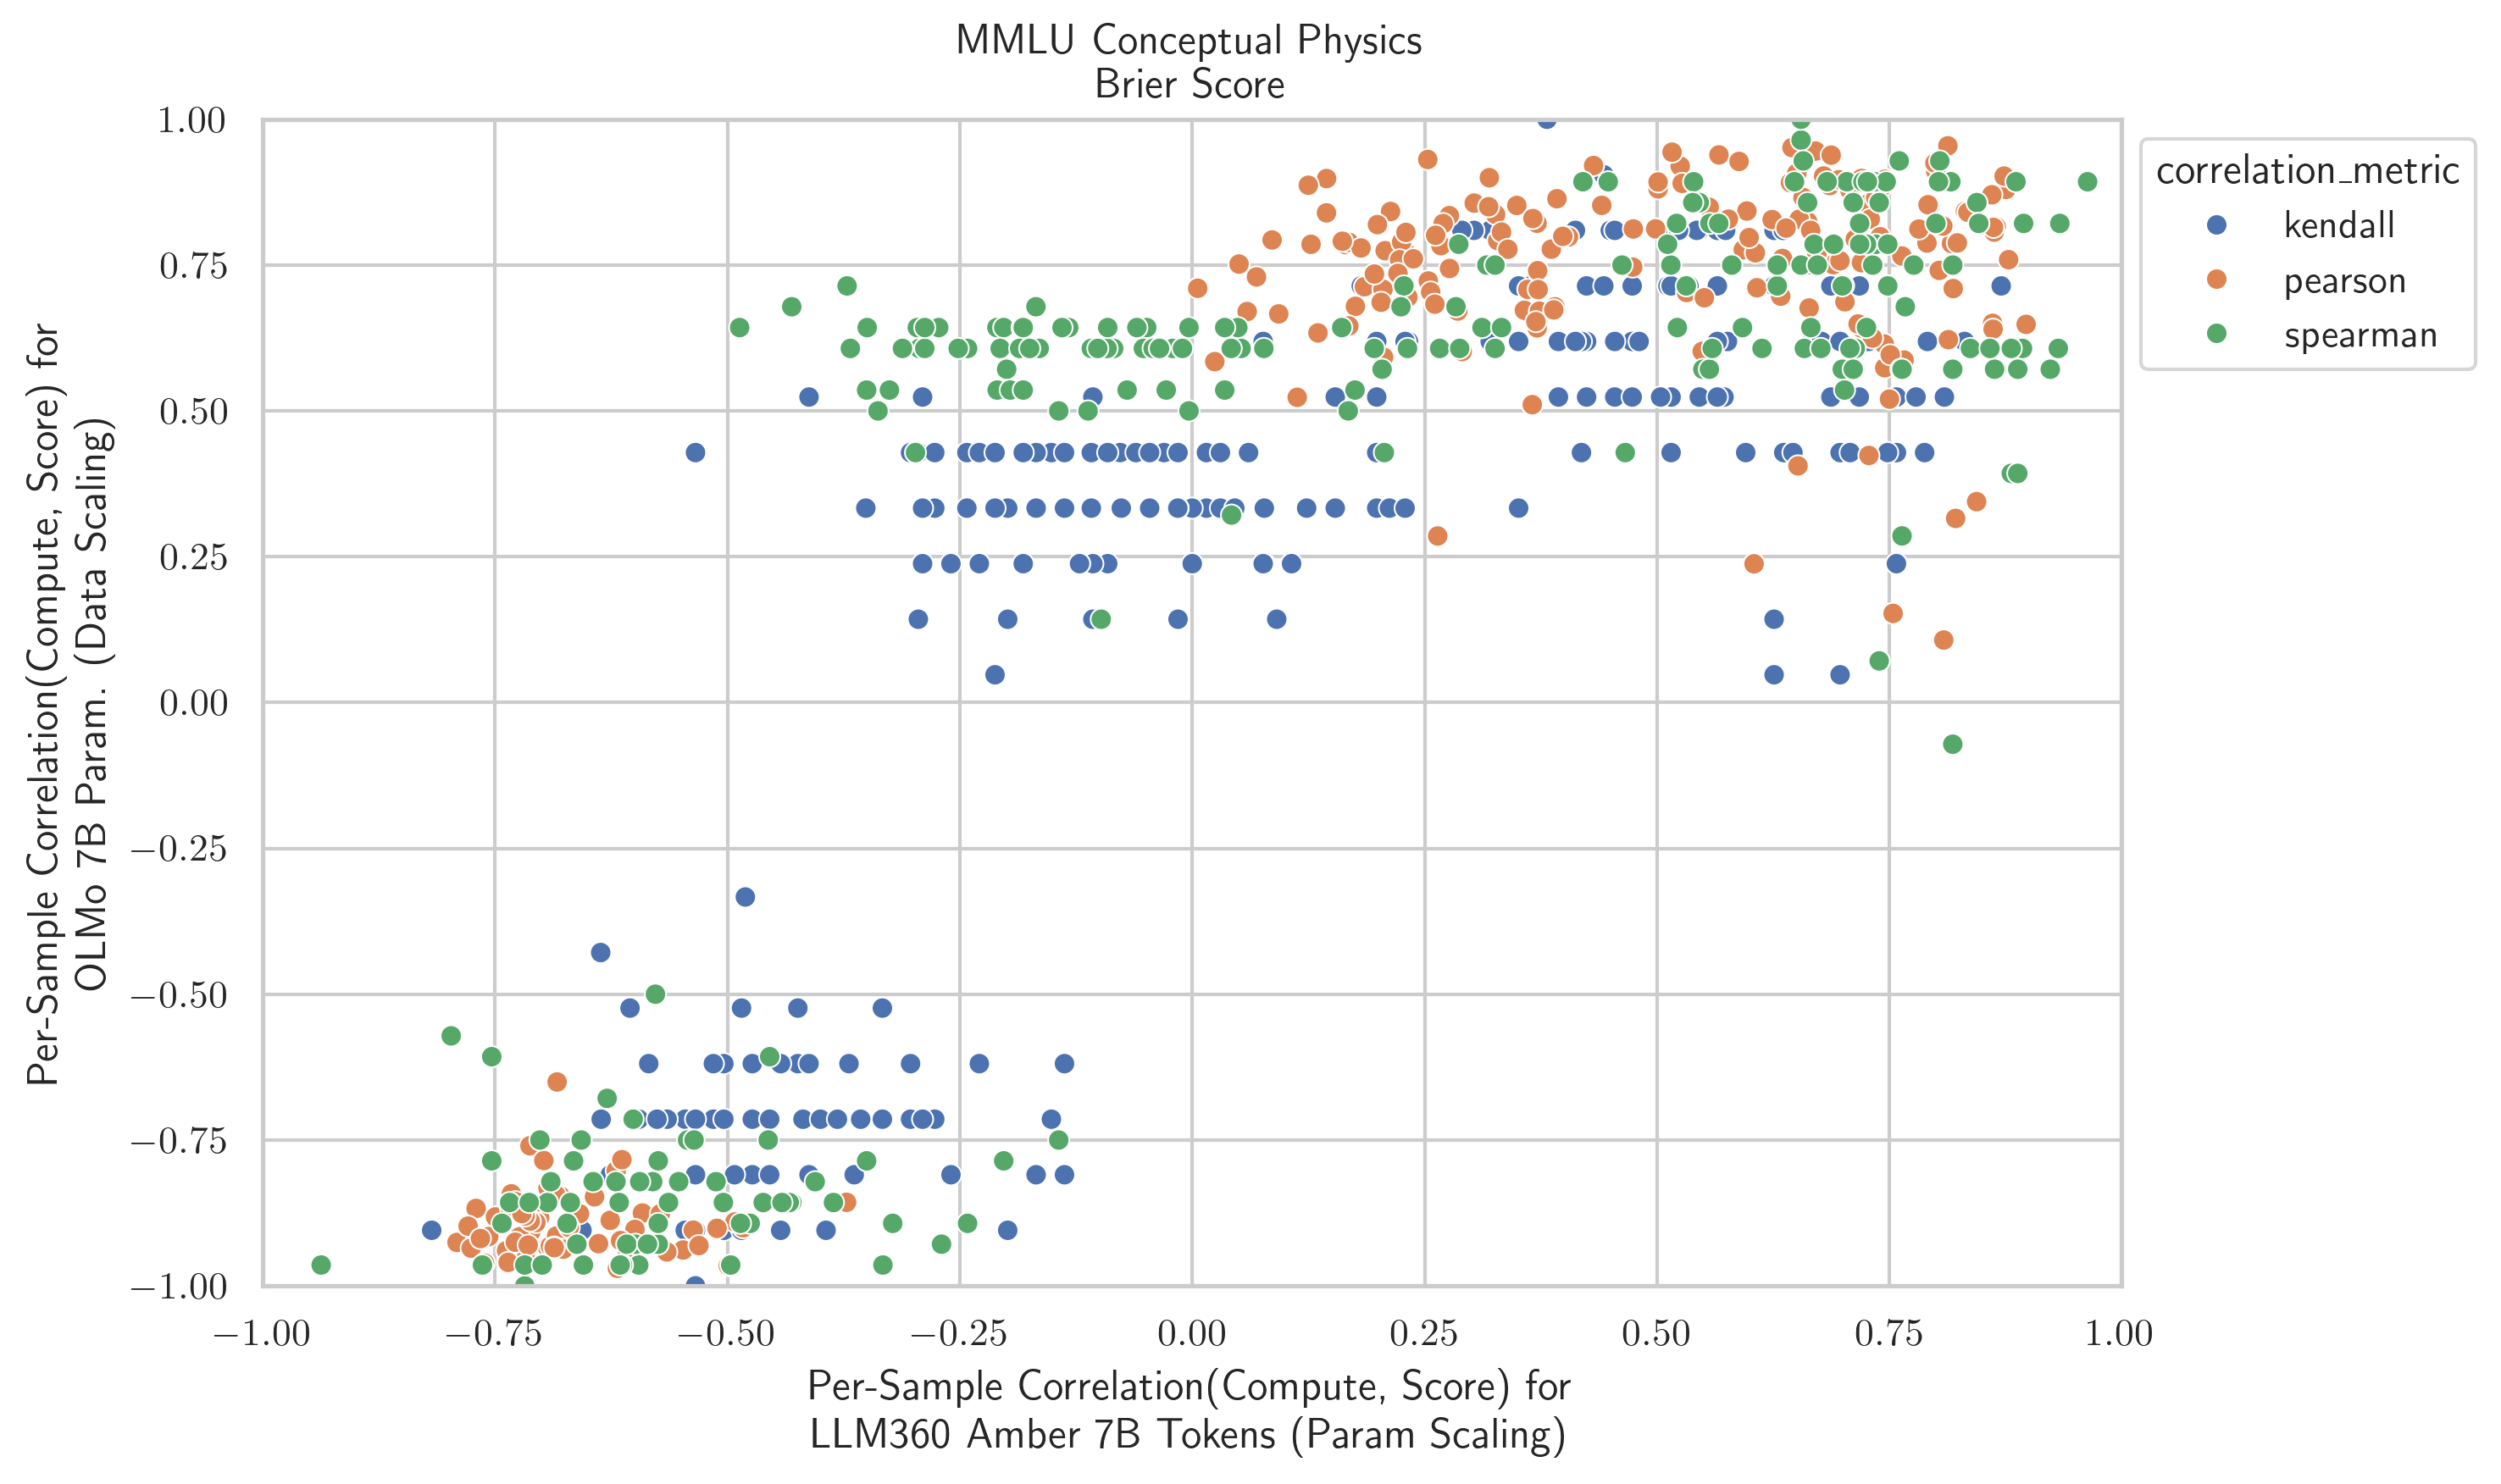 MMLU Conceptual Physics
Brier Score
Per-Sample Correlation(Compute, Score) for
OLMo 7B Param. (Data Scaling)
1.00
0.75
0.50
0.25
0.00
−0.25
−0.50
−0.75
−1.00
−1.00 −0.75 −0.50 −0.25 0.00 0.25 0.50 0.75 1.00
Per-Sample Correlation(Compute, Score) for
LLM360 Amber 7B Tokens (Param Scaling)
correlation_metric
kendall
pearson
spearman